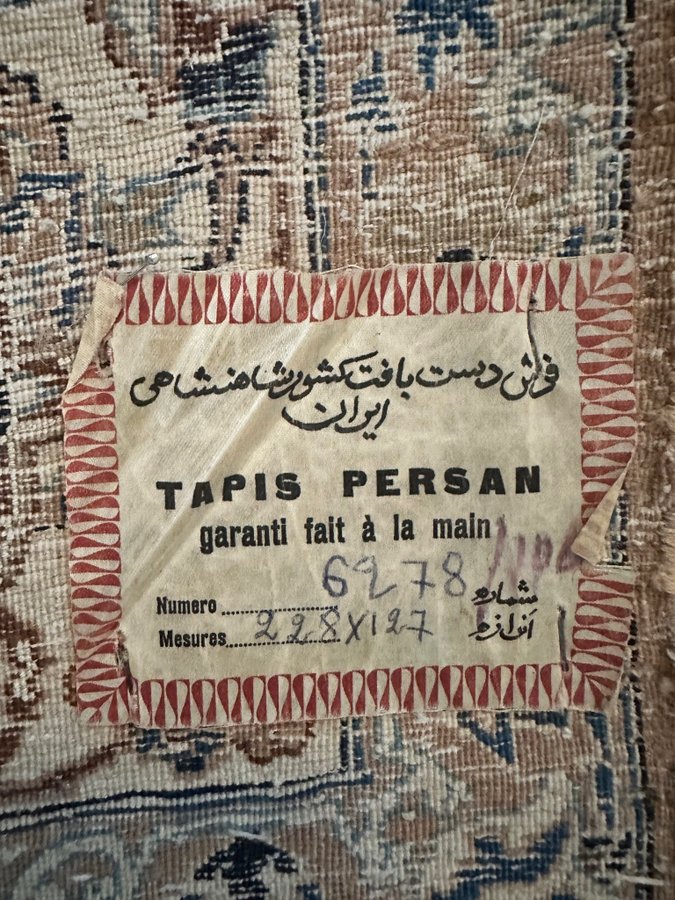 فرش دست بافت کشور شاهنشاهی
ایران
TAPIS PERSAN
garanti fait à la main
Numero 6278 شماره
Mesures 228x127 اندازه